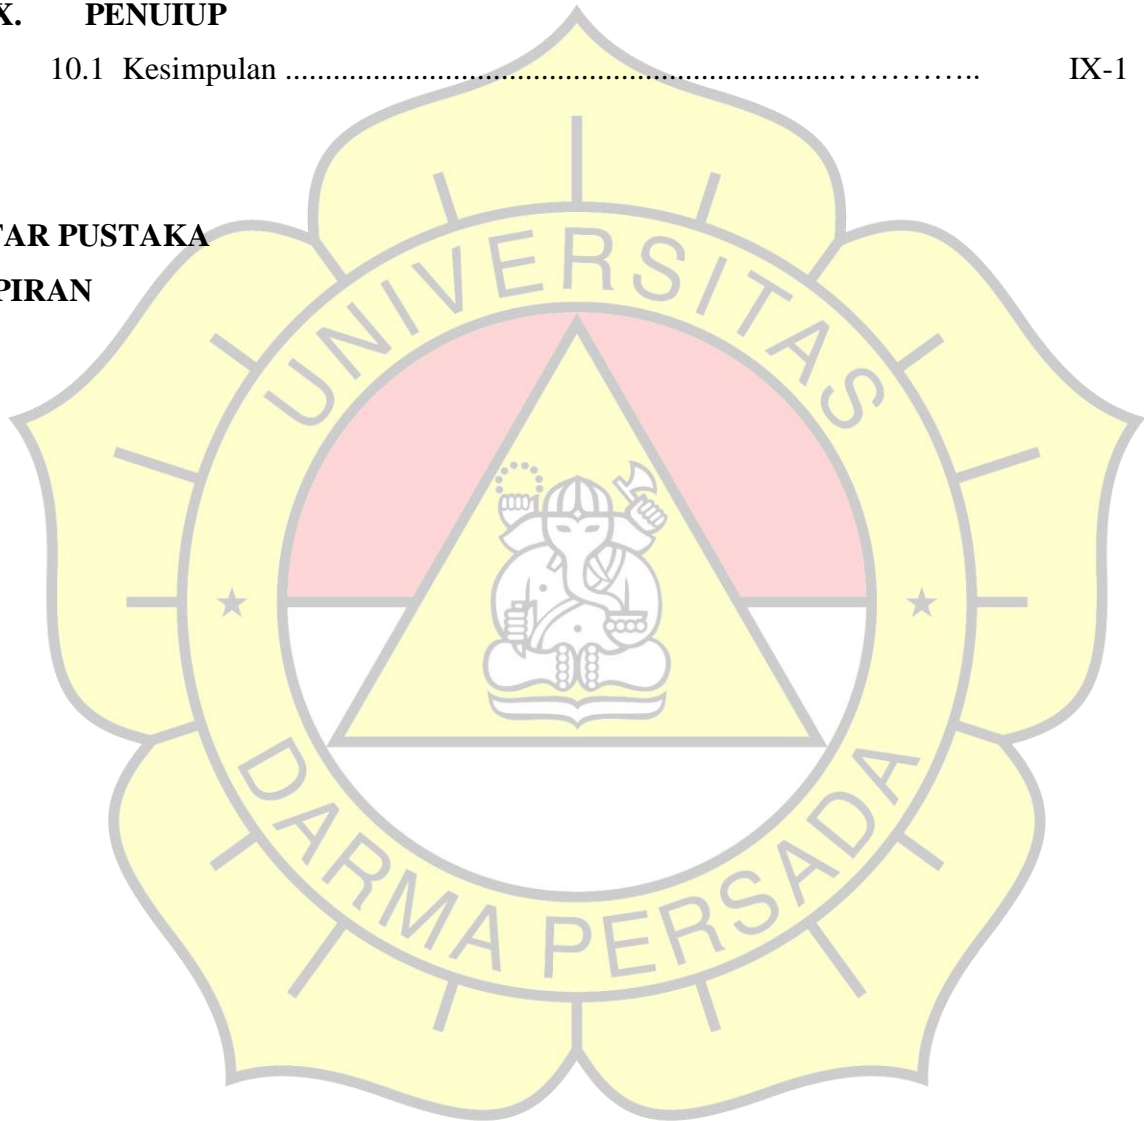 X. PENUIUP
10.1 Kesimpulan ........................................................................………….. IX-1
TAR PUSTAKA
PIRAN
UNIVERSITAS
DARMA PERSADA